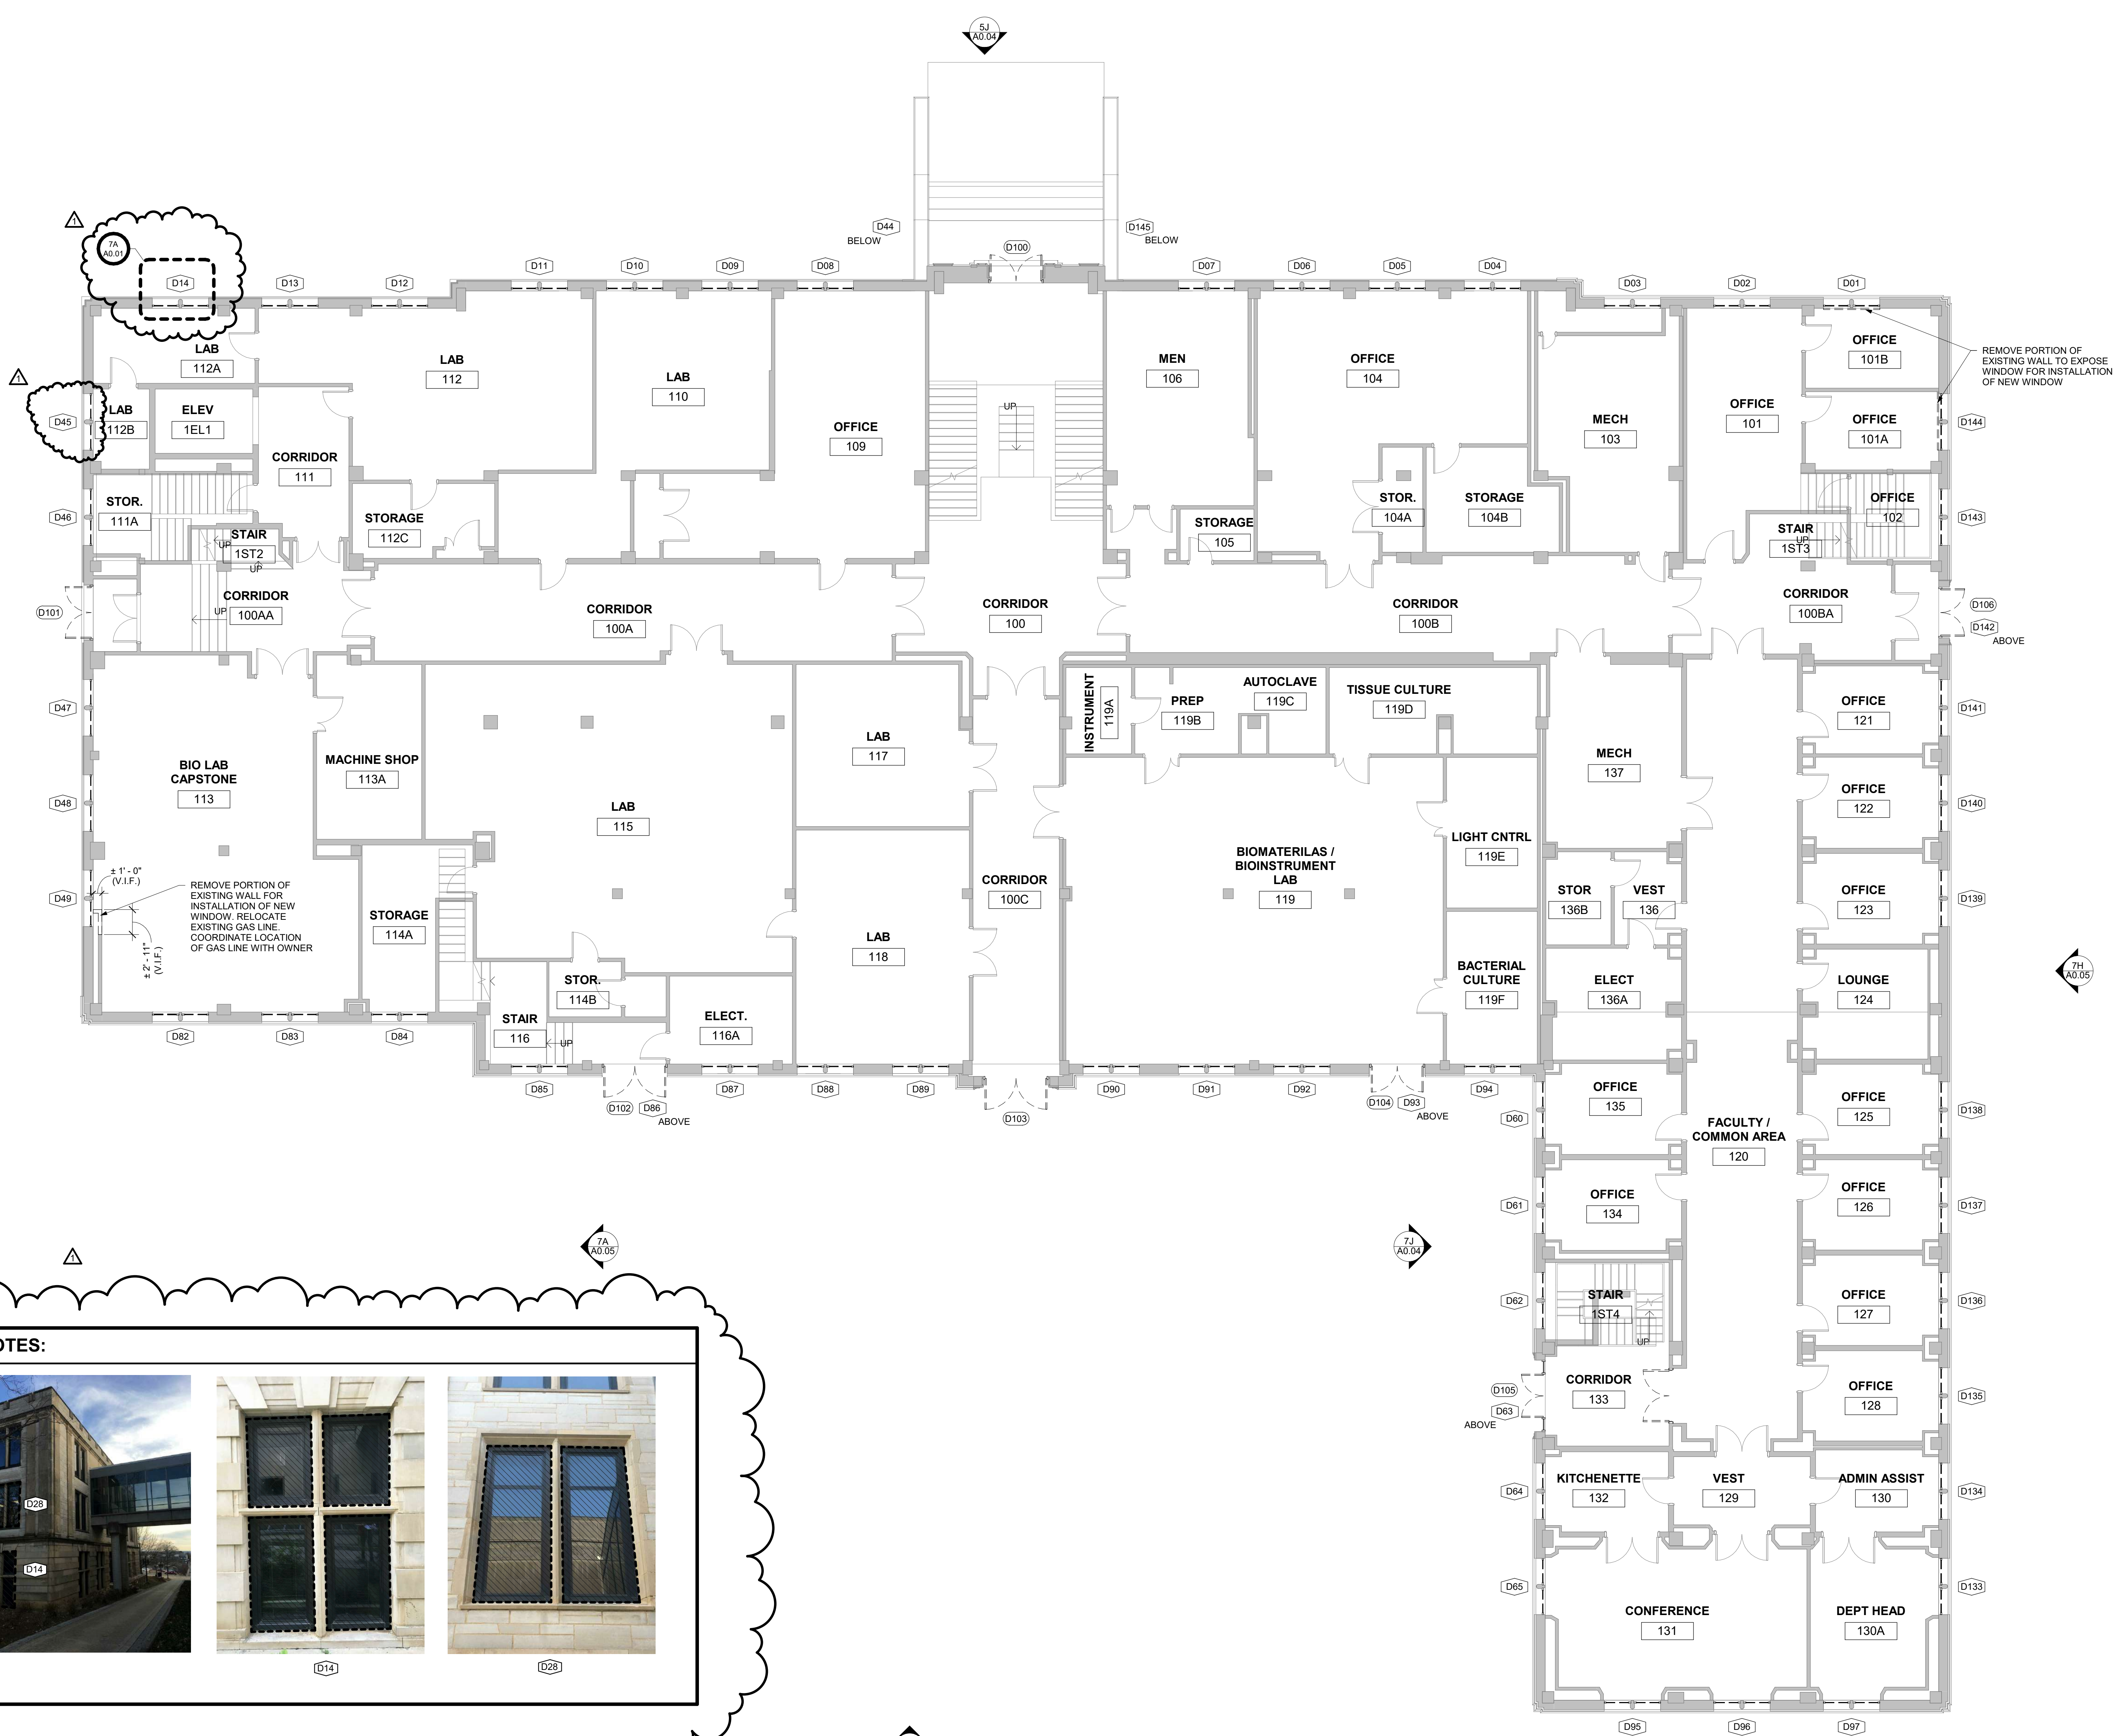 5J
A0.04
D44
BELOW
D145
BELOW
D100
1
7A
A0.01
D14
D13
D12
D11
D10
D09
D08
D07
D06
D05
D04
D03
D02
D01
1
D45
D46
LAB
112A
LAB
112B
ELEV
1EL1
LAB
112
LAB
110
OFFICE
109
UP
MEN
106
OFFICE
104
MECH
103
OFFICE
101
OFFICE
101B
OFFICE
101A
REMOVE PORTION OF
EXISTING WALL TO EXPOSE
WINDOW FOR INSTALLATION
OF NEW WINDOW
D144
D143
CORRIDOR
111
STOR.
111A
STAIR
1ST2
UP
UP
STORAGE
112C
STORAGE
105
STOR.
104A
STORAGE
104B
OFFICE
102
STAIR
1ST3
UP
D101
CORRIDOR
100AA
UP
CORRIDOR
100A
CORRIDOR
100
CORRIDOR
100B
CORRIDOR
100BA
D106
D142
ABOVE
D47
D48
D49
BIO LAB
CAPSTONE
113
MACHINE SHOP
113A
LAB
115
LAB
117
LAB
118
CORRIDOR
100C
INSTRUMENT
119A
PREP
119B
AUTOCLAVE
119C
TISSUE CULTURE
119D
BIOMATERILAS /
BIOINSTRUMENT
LAB
119
LIGHT CNTRL
119E
BACTERIAL
CULTURE
119F
MECH
137
STOR
136B
VEST
136
ELECT
136A
OFFICE
121
OFFICE
122
OFFICE
123
LOUNGE
124
D141
D140
D139
± 1' - 0"
(V.I.F.)
± 2' - 11"
(V.I.F.)
REMOVE PORTION OF
EXISTING WALL FOR
INSTALLATION OF NEW
WINDOW. RELOCATE
EXISTING GAS LINE.
COORDINATE LOCATION
OF GAS LINE WITH OWNER
STORAGE
114A
STOR.
114B
STAIR
116
UP
ELECT.
116A
7H
A0.05
D82
D83
D84
D85
D102
D86
ABOVE
D87
D88
D89
D103
D90
D91
D92
D104
D93
ABOVE
D94
D60
D61
D62
D105
D63
ABOVE
D64
D65
OFFICE
135
OFFICE
134
STAIR
1ST4
UP
CORRIDOR
133
FACULTY /
COMMON AREA
120
OFFICE
125
OFFICE
126
OFFICE
127
OFFICE
128
D138
D137
D136
D135
D134
D133
KITCHENETTE
132
VEST
129
ADMIN ASSIST
130
CONFERENCE
131
DEPT HEAD
130A
D95
D96
D97
7A
A0.05
7J
A0.04
1
OTES:
D28
D14
D14
D28